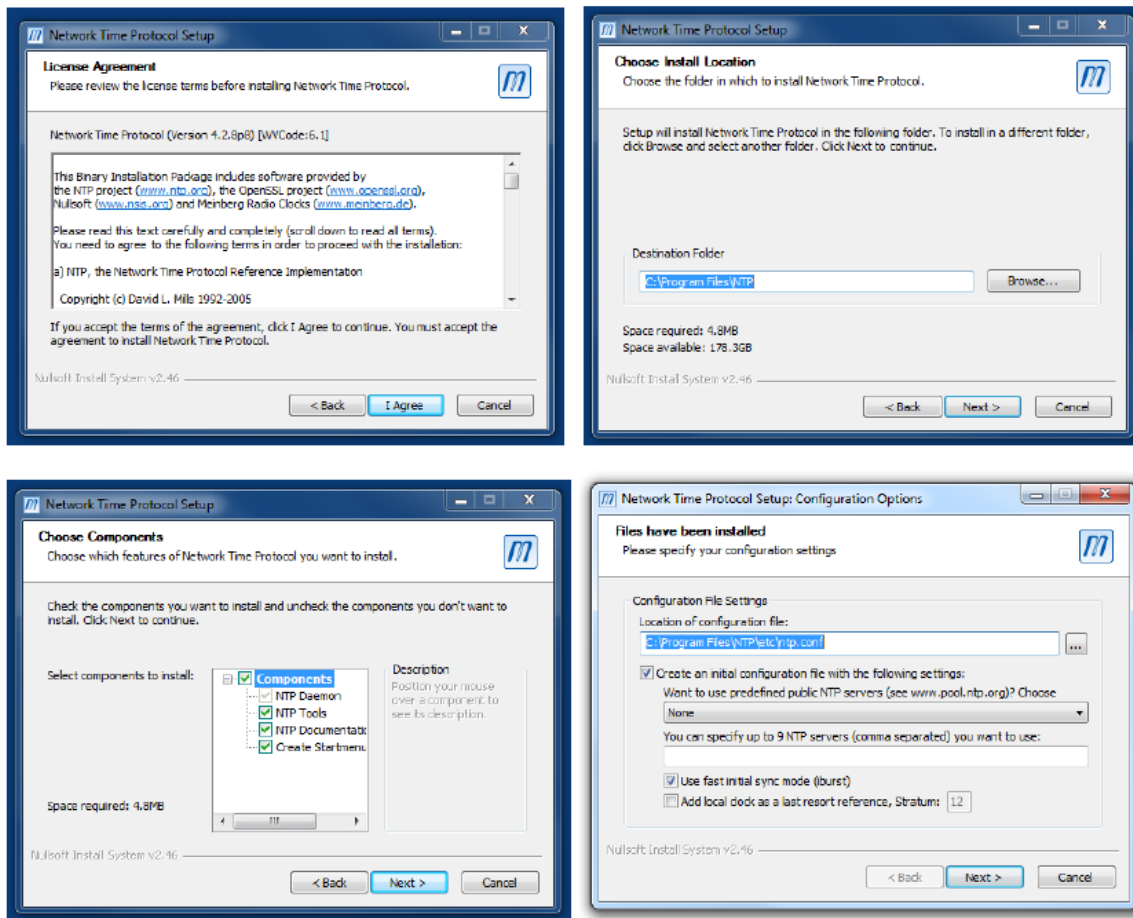 Network Time Protocol Setup
License Agreement
Please review the license terms before installing Network Time Protocol.
Network Time Protocol (Version 4.2.8p8) [WVCode:6.1]
This Binary Installation Package includes software provided by
the NTP project (www.ntp.org), the OpenSSL project (www.openssl.org),
Nullsoft (www.nsis.org) and Meinberg Radio Clocks (www.meinberg.de).
Please read this text carefully and completely (scroll down to read all terms).
You need to agree to the following terms in order to proceed with the installation:
a) NTP, the Network Time Protocol Reference Implementation
Copyright (c) David L. Mills 1992-2005
If you accept the terms of the agreement, click I Agree to continue. You must accept the
agreement to install Network Time Protocol.
Nullsoft Install System v2.46
< Back
I Agree
Cancel
Network Time Protocol Setup
Choose Install Location
Choose the folder in which to install Network Time Protocol.
Setup will install Network Time Protocol in the following folder. To install in a different folder,
click Browse and select another folder. Click Next to continue.
Destination Folder
C:\Program Files\NTP
Browse...
Space required: 4.8MB
Space available: 178.3GB
Nullsoft Install System v2.46
< Back
Next >
Cancel
Network Time Protocol Setup
Choose Components
Choose which features of Network Time Protocol you want to install.
Check the components you want to install and uncheck the components you don't want to
install. Click Next to continue.
Select components to install:
Components
NTP Daemon
NTP Tools
NTP Documentatic
Create Startmenu
Description
Position your mouse
over a component to
see its description.
Space required: 4.8MB
Nullsoft Install System v2.46
< Back
Next >
Cancel
Network Time Protocol Setup: Configuration Options
Files have been installed
Please specify your configuration settings
Configuration File Settings
Location of configuration file:
C:\Program Files\NTP\etc\ntp.conf
...
Create an initial configuration file with the following settings:
Want to use predefined public NTP servers (see www.pool.ntp.org)? Choose
None
You can specify up to 9 NTP servers (comma separated) you want to use:
Use fast initial sync mode (iburst)
Add local clock as a last resort reference, Stratum: 12
Nullsoft Install System v2.46
< Back
Next >
Cancel